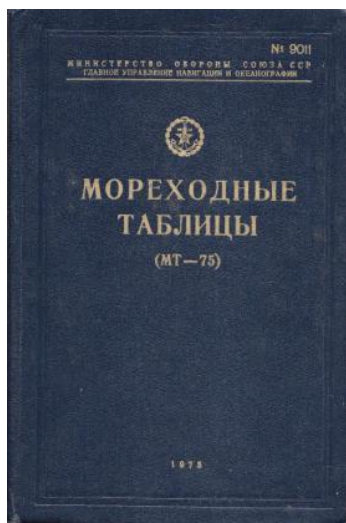 № 9011
МИНИСТЕРСТВО ОБОРОНЫ СОЮЗА ССР
ГЛАВНОЕ УПРАВЛЕНИЕ НАВИГАЦИИ И ОКЕАНОГРАФИИ
МОРЕХОДНЫЕ
ТАБЛИЦЫ
(МТ—75)
1975